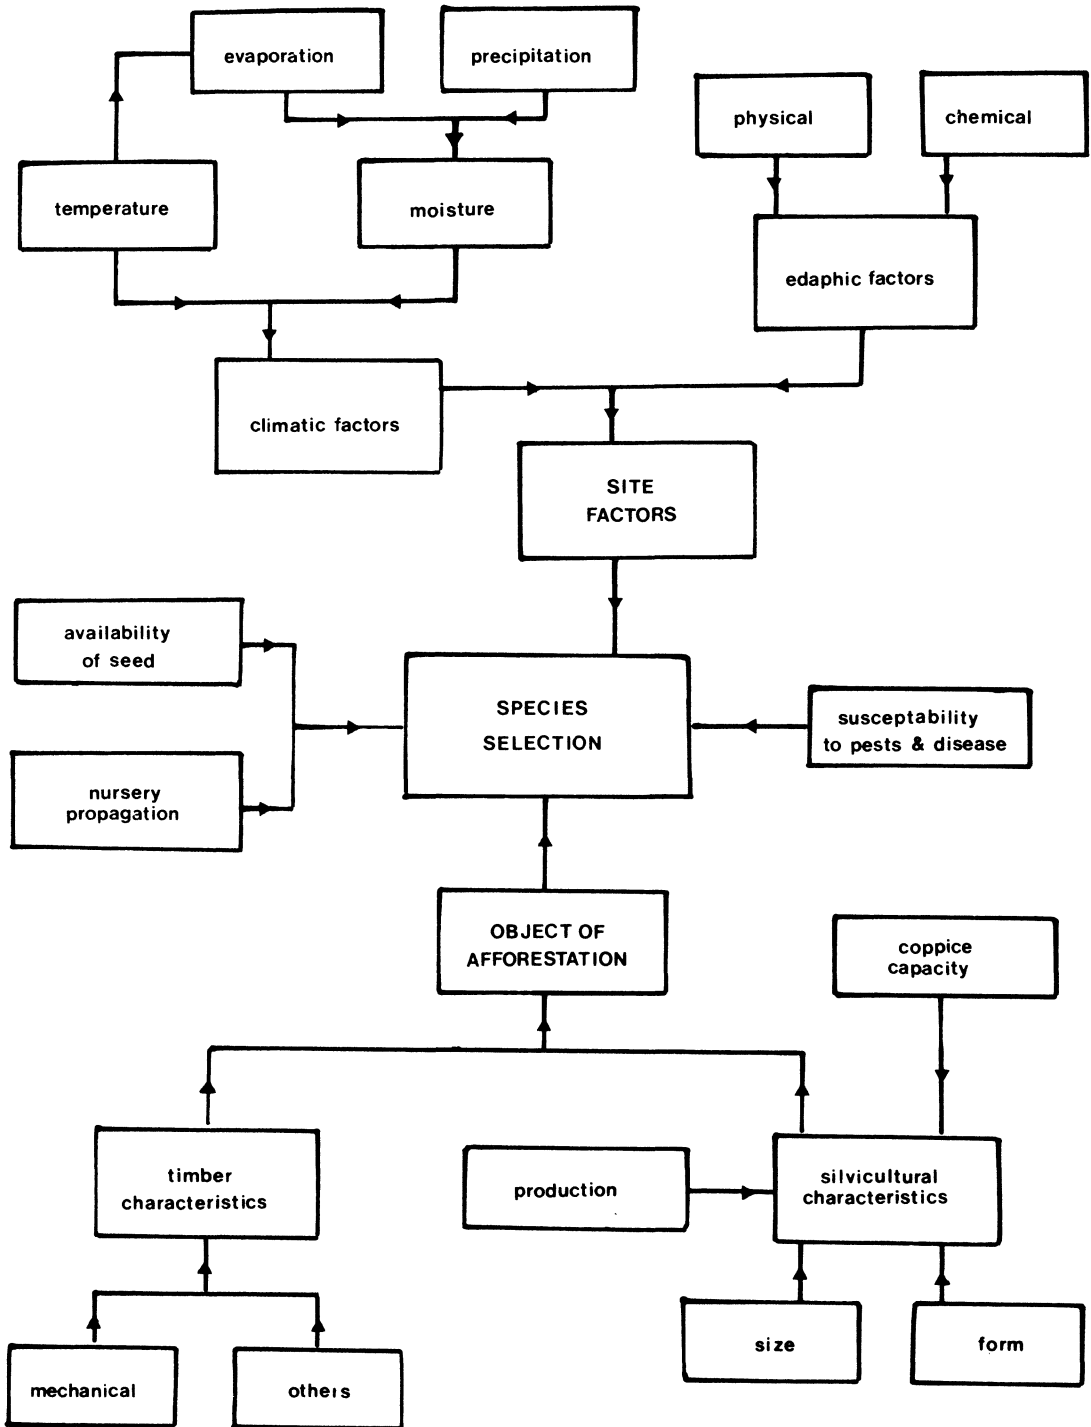 evaporation
precipitation
physical
chemical
temperature
moisture
edaphic factors
climatic factors
SITE
FACTORS
availability
of seed
SPECIES
SELECTION
susceptability
to pests & disease
nursery
propagation
OBJECT OF
AFFORESTATION
coppice
capacity
timber
characteristics
production
silvicultural
characteristics
size
form
mechanical
others